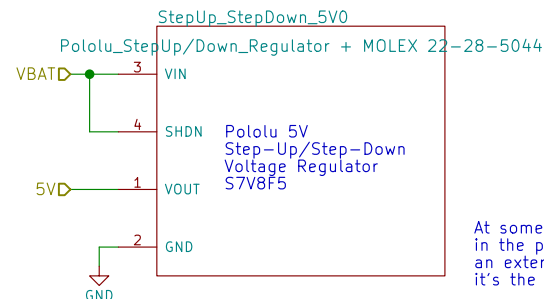 StepUp_StepDown_5V0
Pololu_StepUp/Down_Regulator + MOLEX 22-28-5044
VBAT 3 VIN
4 SHDN
Pololu 5V
Step-Up/Step-Down
Voltage Regulator
S7V8F5
5V 1 VOUT
2 GND
GND
At some
in the p
an exter
it's the